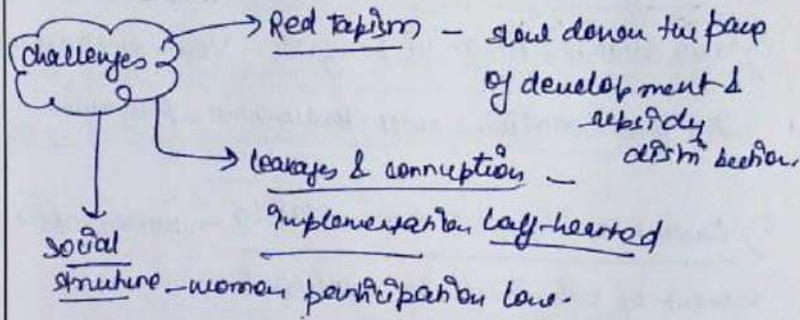 Challenges
Red Tapism - slow down the pace
of development &
subsidy
distribution.
Leakages & corruption -
Implementation half-hearted
Social
structure - women participation low.